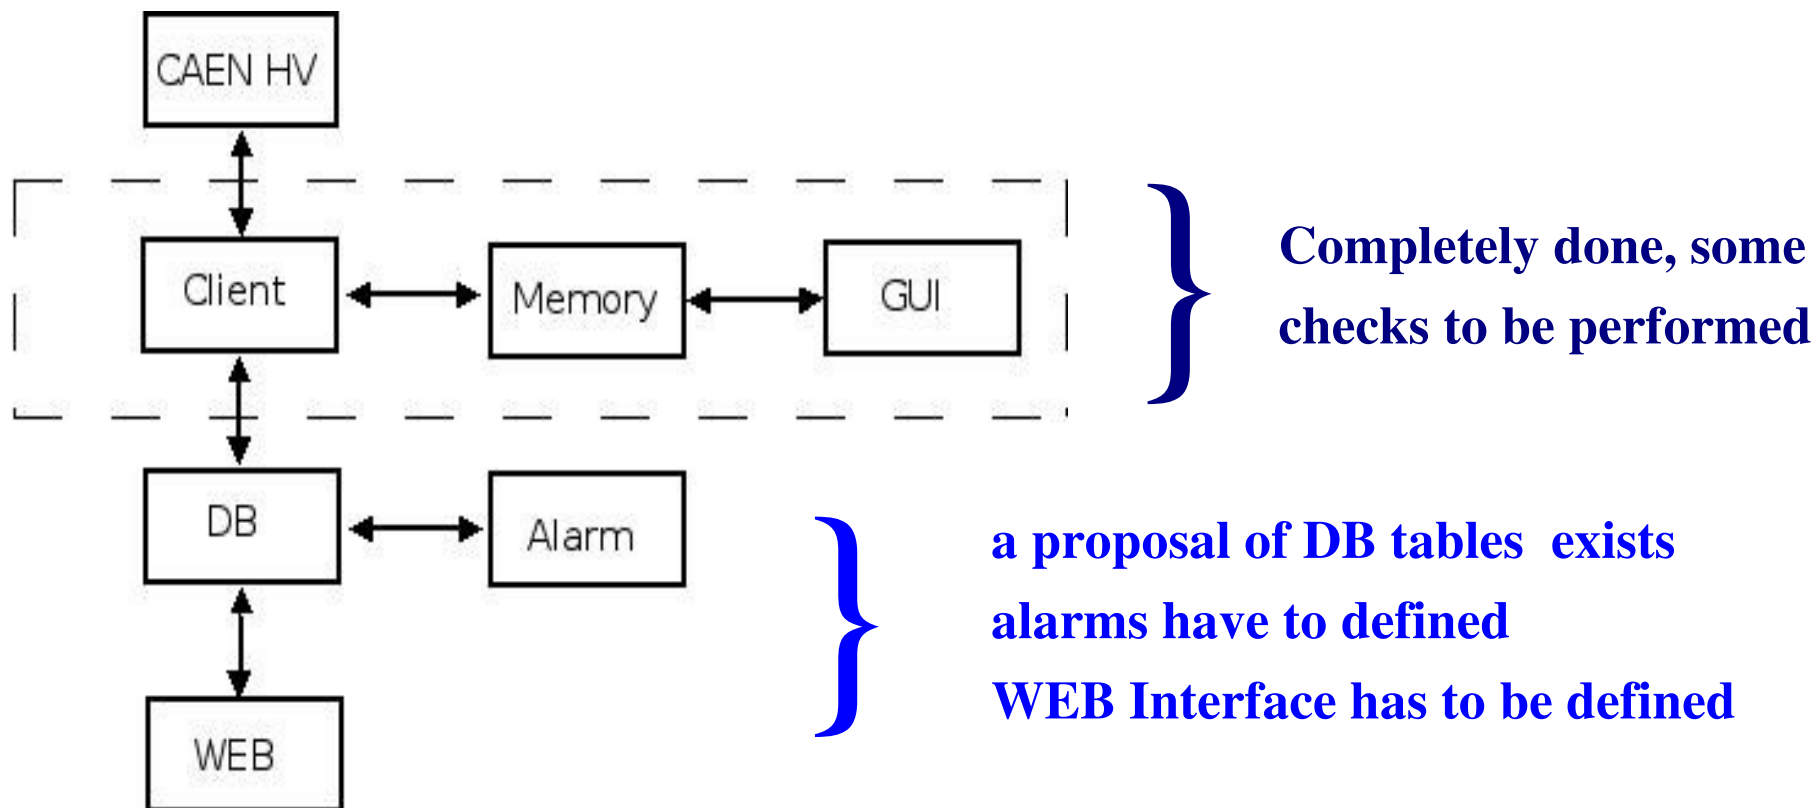 CAEN HV
Client
Memory
GUI
Completely done, some
checks to be performed
DB
Alarm
WEB
a proposal of DB tables  exists
alarms have to defined
WEB Interface has to be defined